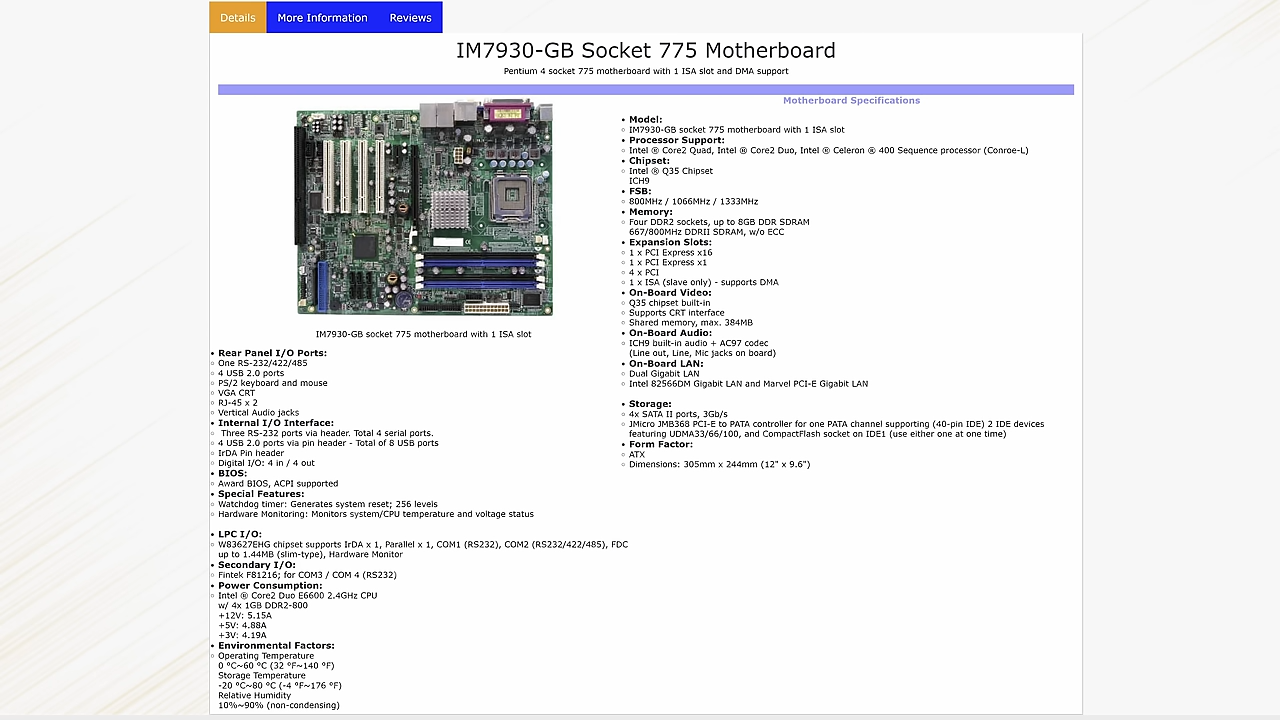 Details
More Information
Reviews
IM7930-GB Socket 775 Motherboard
Pentium 4 socket 775 motherboard with 1 ISA slot and DMA support
IM7930-GB socket 775 motherboard with 1 ISA slot
• Rear Panel I/O Ports:
○ One RS-232/422/485
○ 4 USB 2.0 ports
○ PS/2 keyboard and mouse
○ VGA CRT
○ RJ-45 x 2
○ Vertical Audio jacks
• Internal I/O Interface:
○ Three RS-232 ports via header. Total 4 serial ports.
○ 4 USB 2.0 ports via pin header - Total of 8 USB ports
○ IrDA Pin header
○ Digital I/O: 4 in / 4 out
• BIOS:
○ Award BIOS, ACPI supported
• Special Features:
○ Watchdog timer: Generates system reset; 256 levels
○ Hardware Monitoring: Monitors system/CPU temperature and voltage status
• LPC I/O:
○ W83627EHG chipset supports IrDA x 1, Parallel x 1, COM1 (RS232), COM2 (RS232/422/485), FDC
up to 1.44MB (slim-type), Hardware Monitor
• Secondary I/O:
○ Fintek F81216; for COM3 / COM 4 (RS232)
• Power Consumption:
○ Intel ® Core2 Duo E6600 2.4GHz CPU
w/ 4x 1GB DDR2-800
+12V: 5.15A
+5V: 4.88A
+3V: 4.19A
• Environmental Factors:
○ Operating Temperature
0 °C~60 °C (32 °F~140 °F)
Storage Temperature
-20 °C~80 °C (-4 °F~176 °F)
Relative Humidity
10%~90% (non-condensing)
Motherboard Specifications
• Model:
○ IM7930-GB socket 775 motherboard with 1 ISA slot
• Processor Support:
○ Intel ® Core2 Quad, Intel ® Core2 Duo, Intel ® Celeron ® 400 Sequence processor (Conroe-L)
• Chipset:
○ Intel ® Q35 Chipset
ICH9
• FSB:
○ 800MHz / 1066MHz / 1333MHz
• Memory:
○ Four DDR2 sockets, up to 8GB DDR SDRAM
667/800MHz DDRII SDRAM, w/o ECC
• Expansion Slots:
○ 1 x PCI Express x16
○ 1 x PCI Express x1
○ 4 x PCI
○ 1 x ISA (slave only) - supports DMA
• On-Board Video:
○ Q35 chipset built-in
○ Supports CRT interface
○ Shared memory, max. 384MB
• On-Board Audio:
○ ICH9 built-in audio + AC97 codec
(Line out, Line, Mic jacks on board)
• On-Board LAN:
○ Dual Gigabit LAN
○ Intel 82566DM Gigabit LAN and Marvel PCI-E Gigabit LAN
• Storage:
○ 4x SATA II ports, 3Gb/s
○ JMicro JMB368 PCI-E to PATA controller for one PATA channel supporting (40-pin IDE) 2 IDE devices
featuring UDMA33/66/100, and CompactFlash socket on IDE1 (use either one at one time)
• Form Factor:
○ ATX
○ Dimensions: 305mm x 244mm (12" x 9.6")